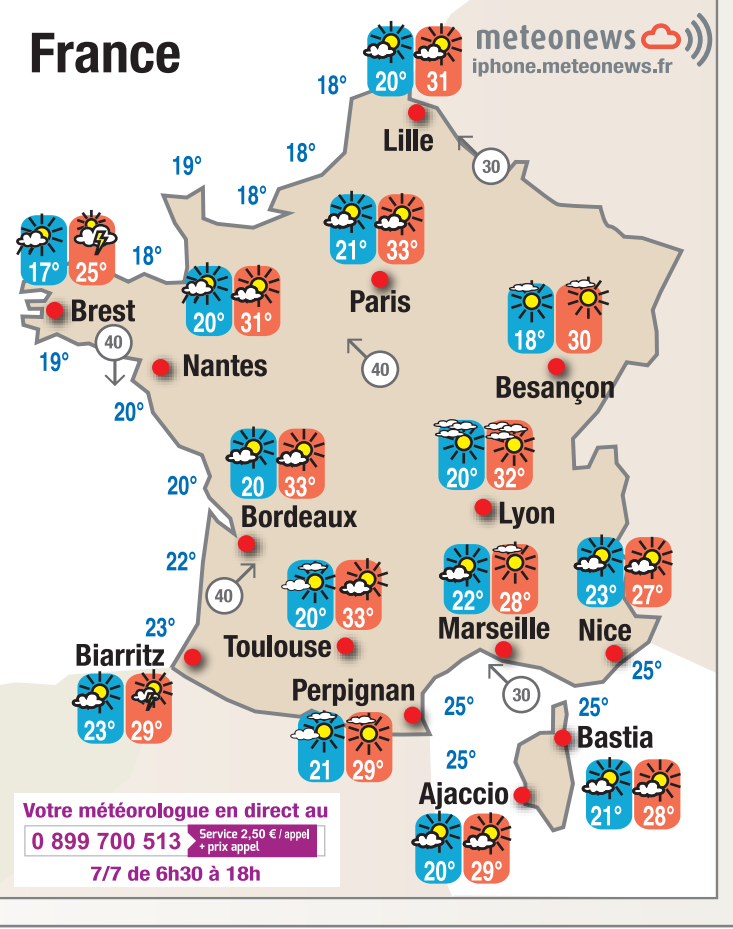 France
meteonews
iphone.meteonews.fr
20° 31
18°
Lille
30
18°
19°
18°
21° 33°
Paris
17° 25°
18°
Brest
20° 31°
Nantes
40
19°
20°
40
18° 30
Besançon
20 33°
Bordeaux
20°
20° 32°
Lyon
22°
40
20° 33°
Toulouse
22° 28°
Marseille
23° 27°
Nice
23°
Biarritz
23° 29°
25°
30
Perpignan
21 29°
25°
25°
25°
Bastia
21° 28°
Ajaccio
20° 29°
Votre météorologue en direct au
0 899 700 513 Service 2,50 € / appel
+ prix appel
7/7 de 6h30 à 18h